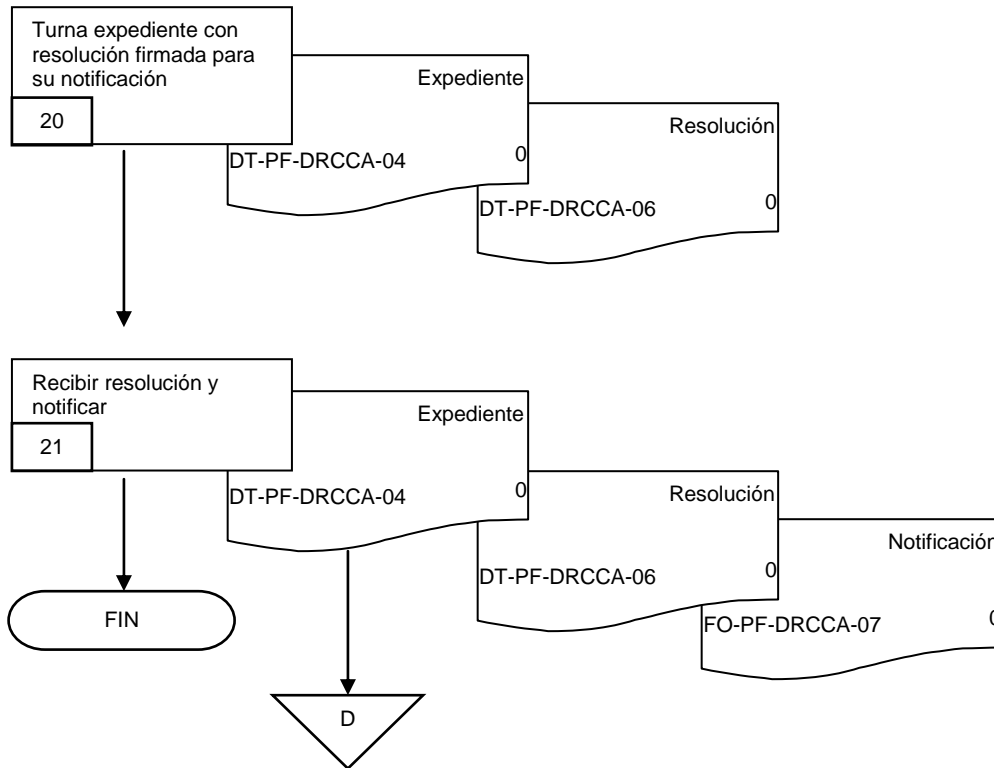 Turna expediente con
resolución firmada para
su notificación
20
Expediente
DT-PF-DRCCA-04
0
Resolución
DT-PF-DRCCA-06
0
Recibir resolución y
notificar
21
Expediente
DT-PF-DRCCA-04
0
Resolución
DT-PF-DRCCA-06
0
Notificación
FO-PF-DRCCA-07
0
FIN
D